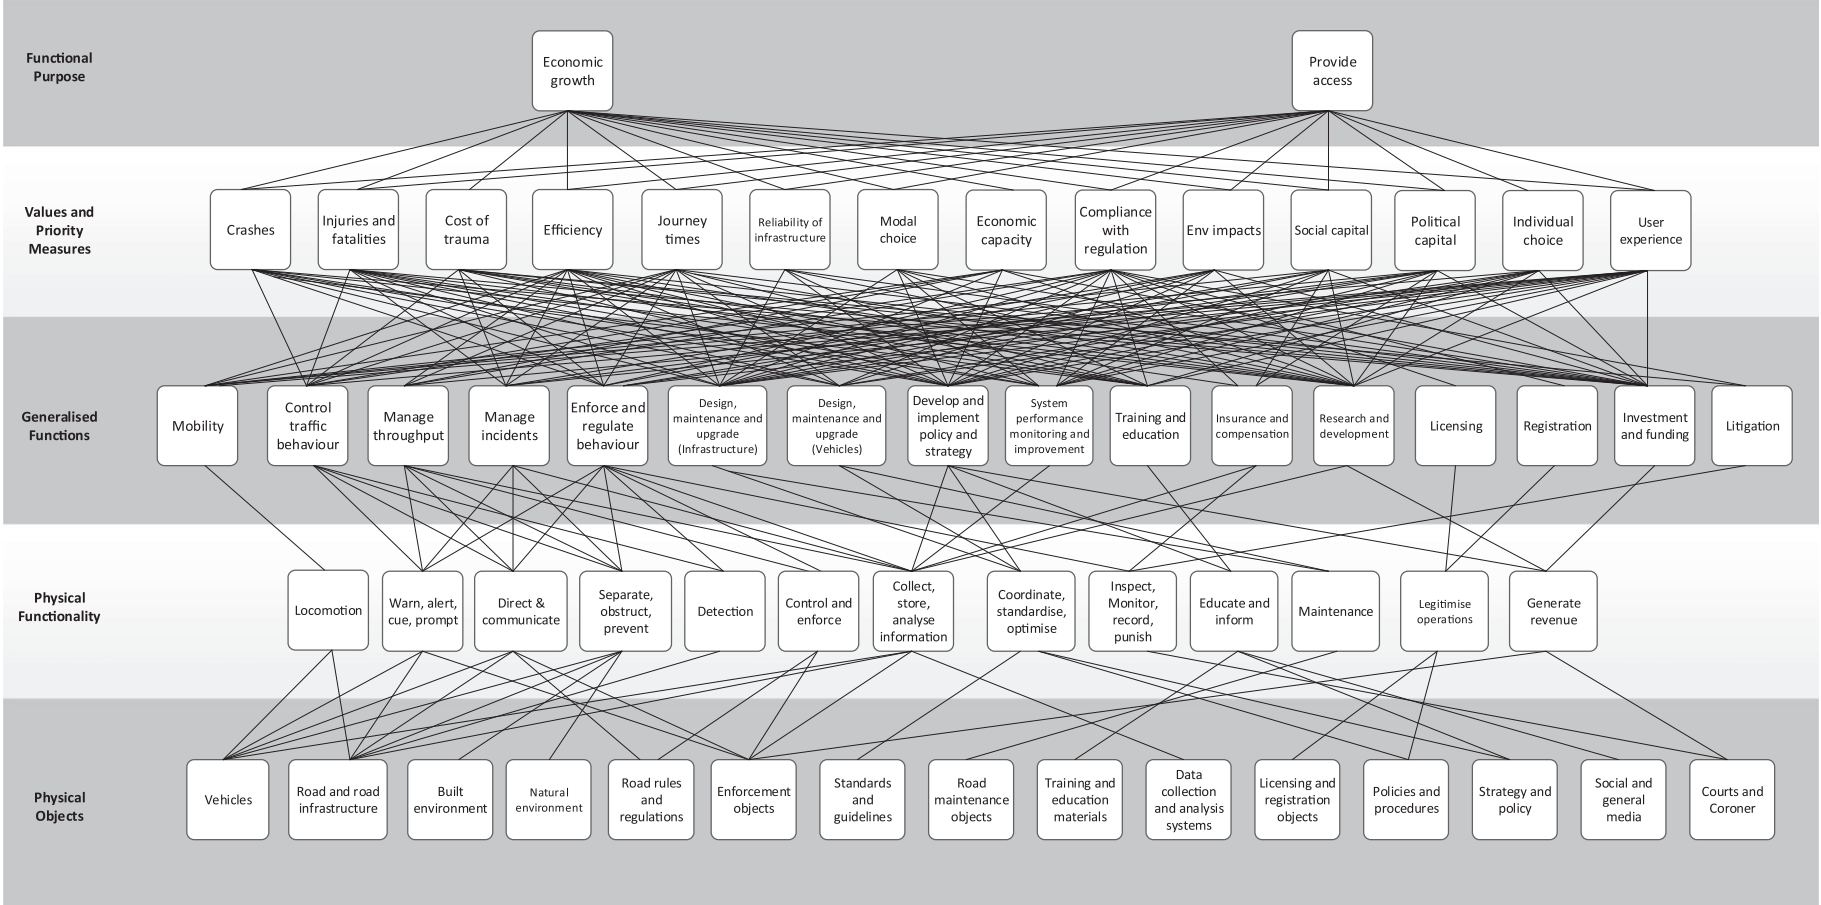 Functional
Purpose
Economic
growth
Provide
access
Values and
Priority
Measures
Crashes
Injuries and
fatalities
Cost of
trauma
Efficiency
Journey
times
Reliability of
infrastructure
Modal
choice
Economic
capacity
Compliance
with
regulation
Env impacts
Social capital
Political
capital
Individual
choice
User
experience
Generalised
Functions
Mobility
Control
traffic
behaviour
Manage
throughput
Manage
incidents
Enforce and
regulate
behaviour
Design,
maintenance and
upgrade
(Infrastructure)
Design,
maintenance and
upgrade
(Vehicles)
Develop and
implement
policy and
strategy
System
performance
monitoring and
improvement
Training and
education
Insurance and
compensation
Research and
development
Licensing
Registration
Investment
and funding
Litigation
Physical
Functionality
Locomotion
Warn, alert,
cue, prompt
Direct &
communicate
Separate,
obstruct,
prevent
Detection
Control and
enforce
Collect,
store,
analyse
information
Coordinate,
standardise,
optimise
Inspect,
Monitor,
record,
punish
Educate and
inform
Maintenance
Legitimise
operations
Generate
revenue
Physical
Objects
Vehicles
Road and road
infrastructure
Built
environment
Natural
environment
Road rules
and
regulations
Enforcement
objects
Standards
and
guidelines
Road
maintenance
objects
Training and
education
materials
Data
collection
and analysis
systems
Licensing and
registration
objects
Policies and
procedures
Strategy and
policy
Social and
general
media
Courts and
Coroner